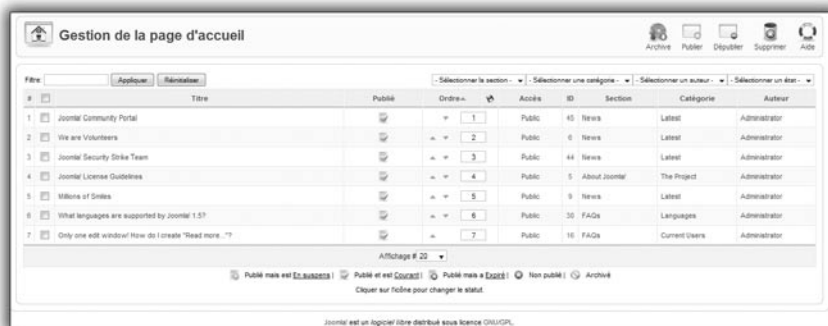 Gestion de la page d'accueil
Archive Publier Dépublier Supprimer Aide
Filtre: Appliquer Réinitialiser - Sélectionner la section - - Sélectionner une catégorie - - Sélectionner un auteur - - Sélectionner un état -
# Titre Publié Ordre Accès ID Section Catégorie Auteur
1 Joomla! Community Portal 1 Public 45 News Latest Administrator
2 We are Volunteers 2 Public 6 News Latest Administrator
3 Joomla! Security Strike Team 3 Public 44 News Latest Administrator
4 Joomla! License Guidelines 4 Public 5 About Joomla! The Project Administrator
5 Millions of Smiles 5 Public 9 News Latest Administrator
6 What languages are supported by Joomla! 1.5? 6 Public 30 FAQs Languages Administrator
7 Only one edit window! How do I create "Read more..."? 7 Public 16 FAQs Current Users Administrator
Affichage # 20
Publié mais est En suspens | Publié et est Courant | Publié mais a Expiré | Non publié | Archivé
Cliquer sur l'icône pour changer le statut.
Joomla! est un logiciel libre distribué sous licence GNU/GPL.